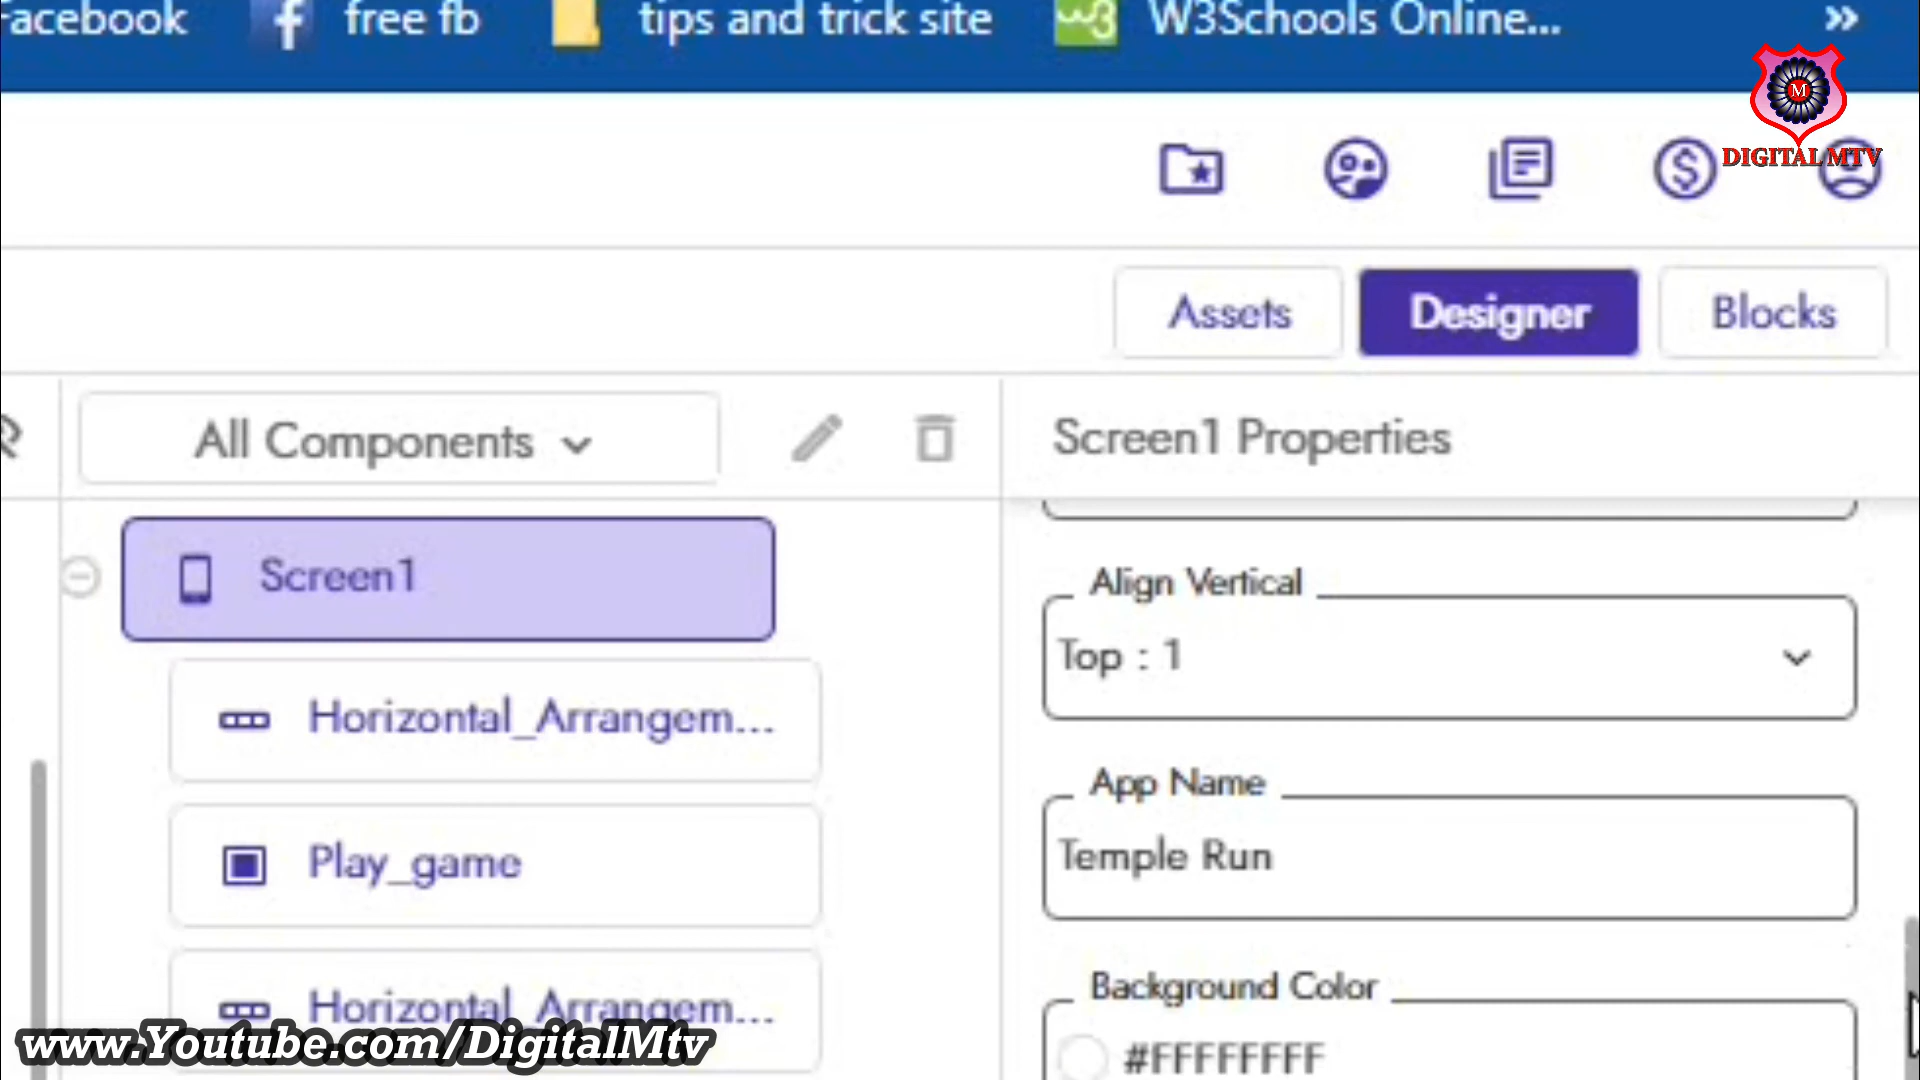 acebook free fb tips and trick site W3Schools Online...
M
DIGITAL MTV
Assets Designer Blocks
All Components
Screen1 Properties
Screen1
Align Vertical
Top : 1
Horizontal_Arrangem...
App Name
Temple Run
Play_game
Background Color
#FFFFFFFF
Horizontal_Arrangem...
www.Youtube.com/DigitalMtv